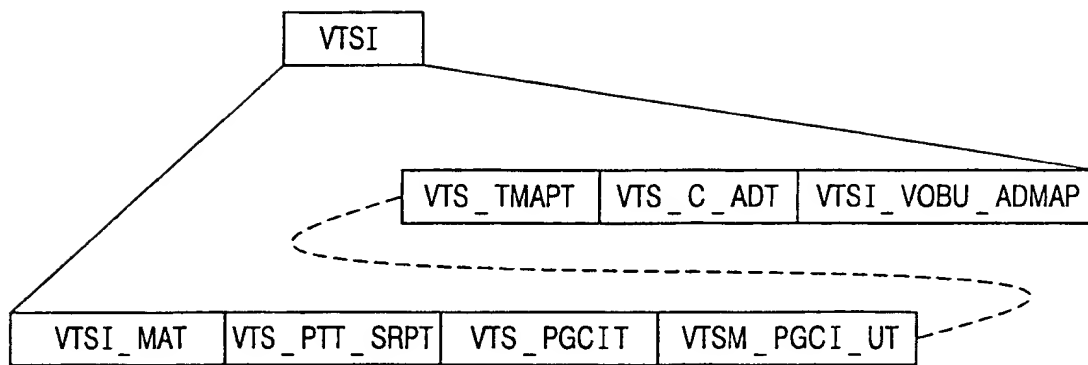 VTSI
VTS_TMAPT VTS_C_ADT VTSI_VOBU_ADMAP
VTSI_MAT VTS_PTT_SRPT VTS_PGCIT VTSM_PGCI_UT